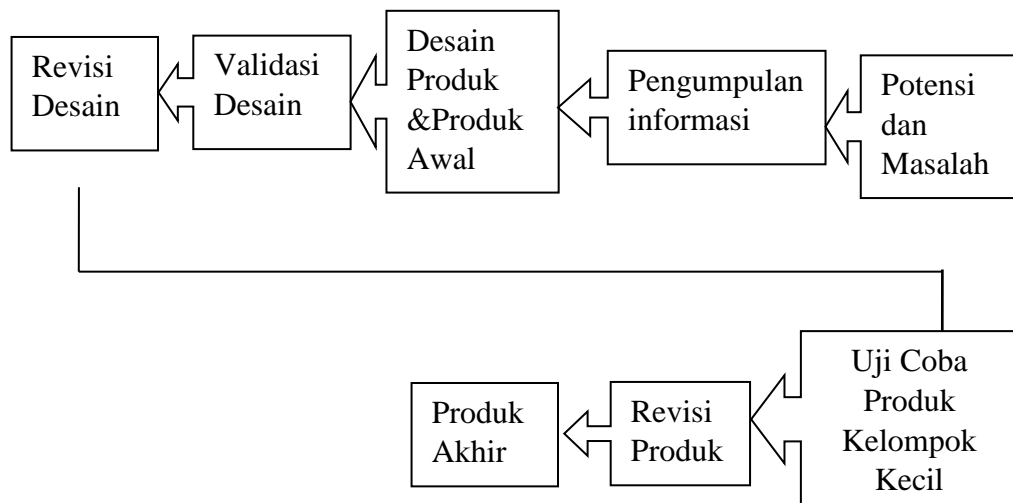 Revisi
Desain
Validasi
Desain
Desain
Produk
&Produk
Awal
Pengumpulan
informasi
Potensi
dan
Masalah
Produk
Akhir
Revisi
Produk
Uji Coba
Produk
Kelompok
Kecil